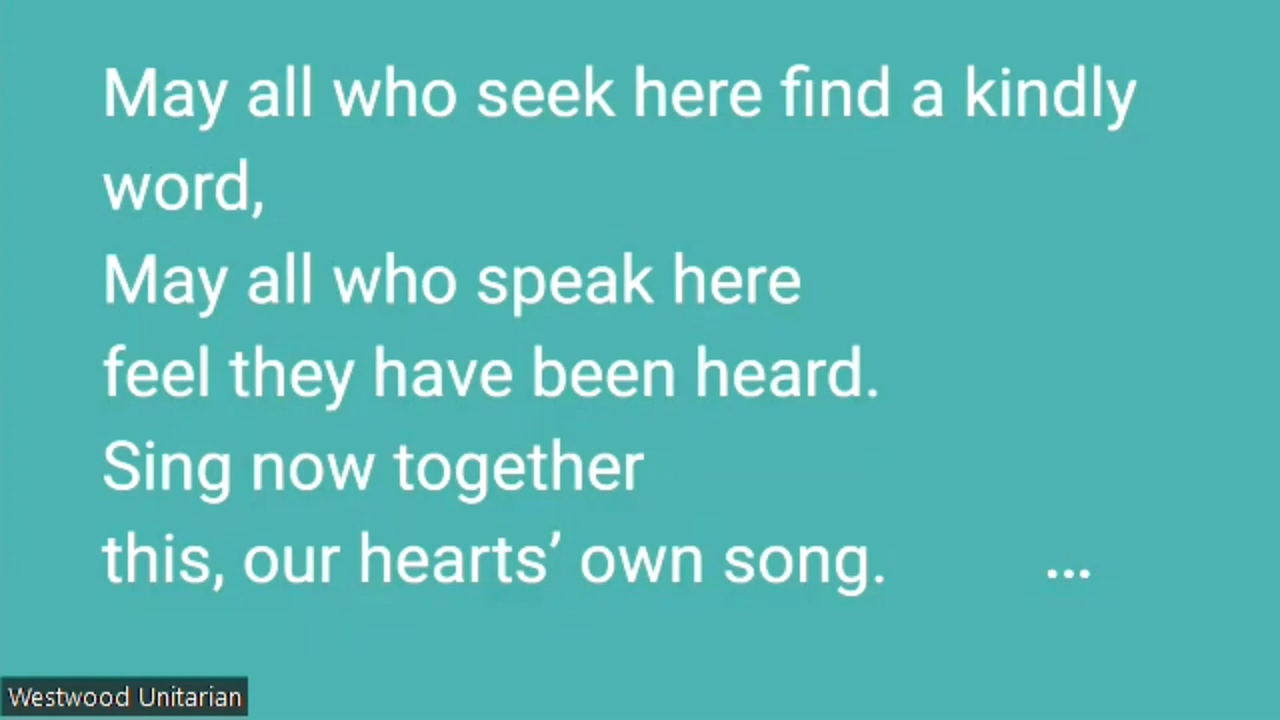 May all who seek here find a kindly
word,
May all who speak here
feel they have been heard.
Sing now together
this, our hearts’ own song.
...
Westwood Unitarian